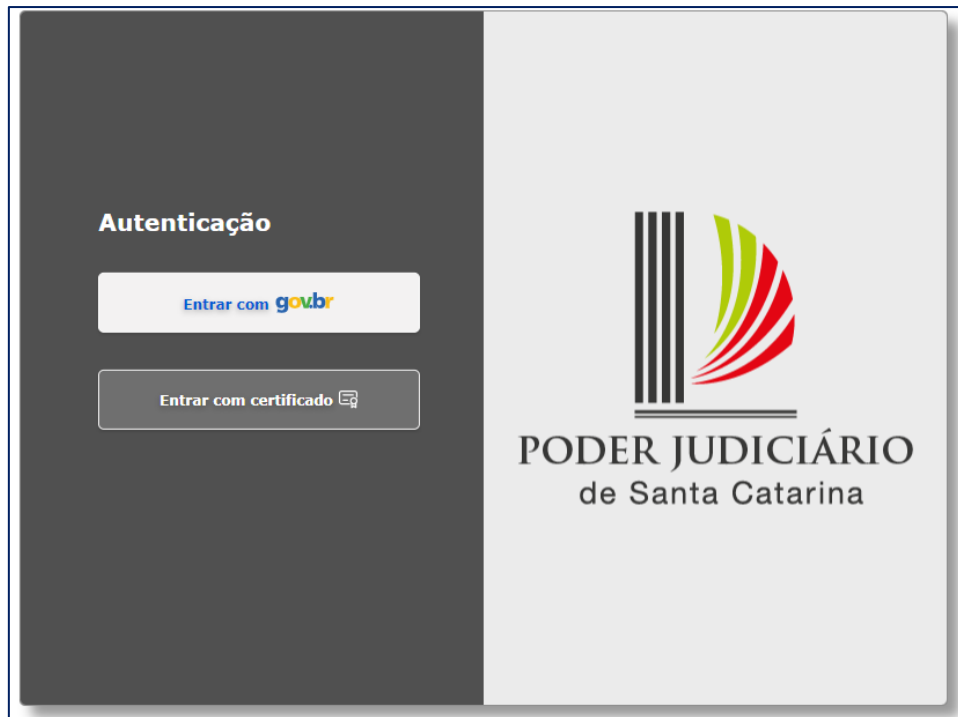 Autenticação
Entrar com gov.br
Entrar com certificado
PODER JUDICIÁRIO
de Santa Catarina